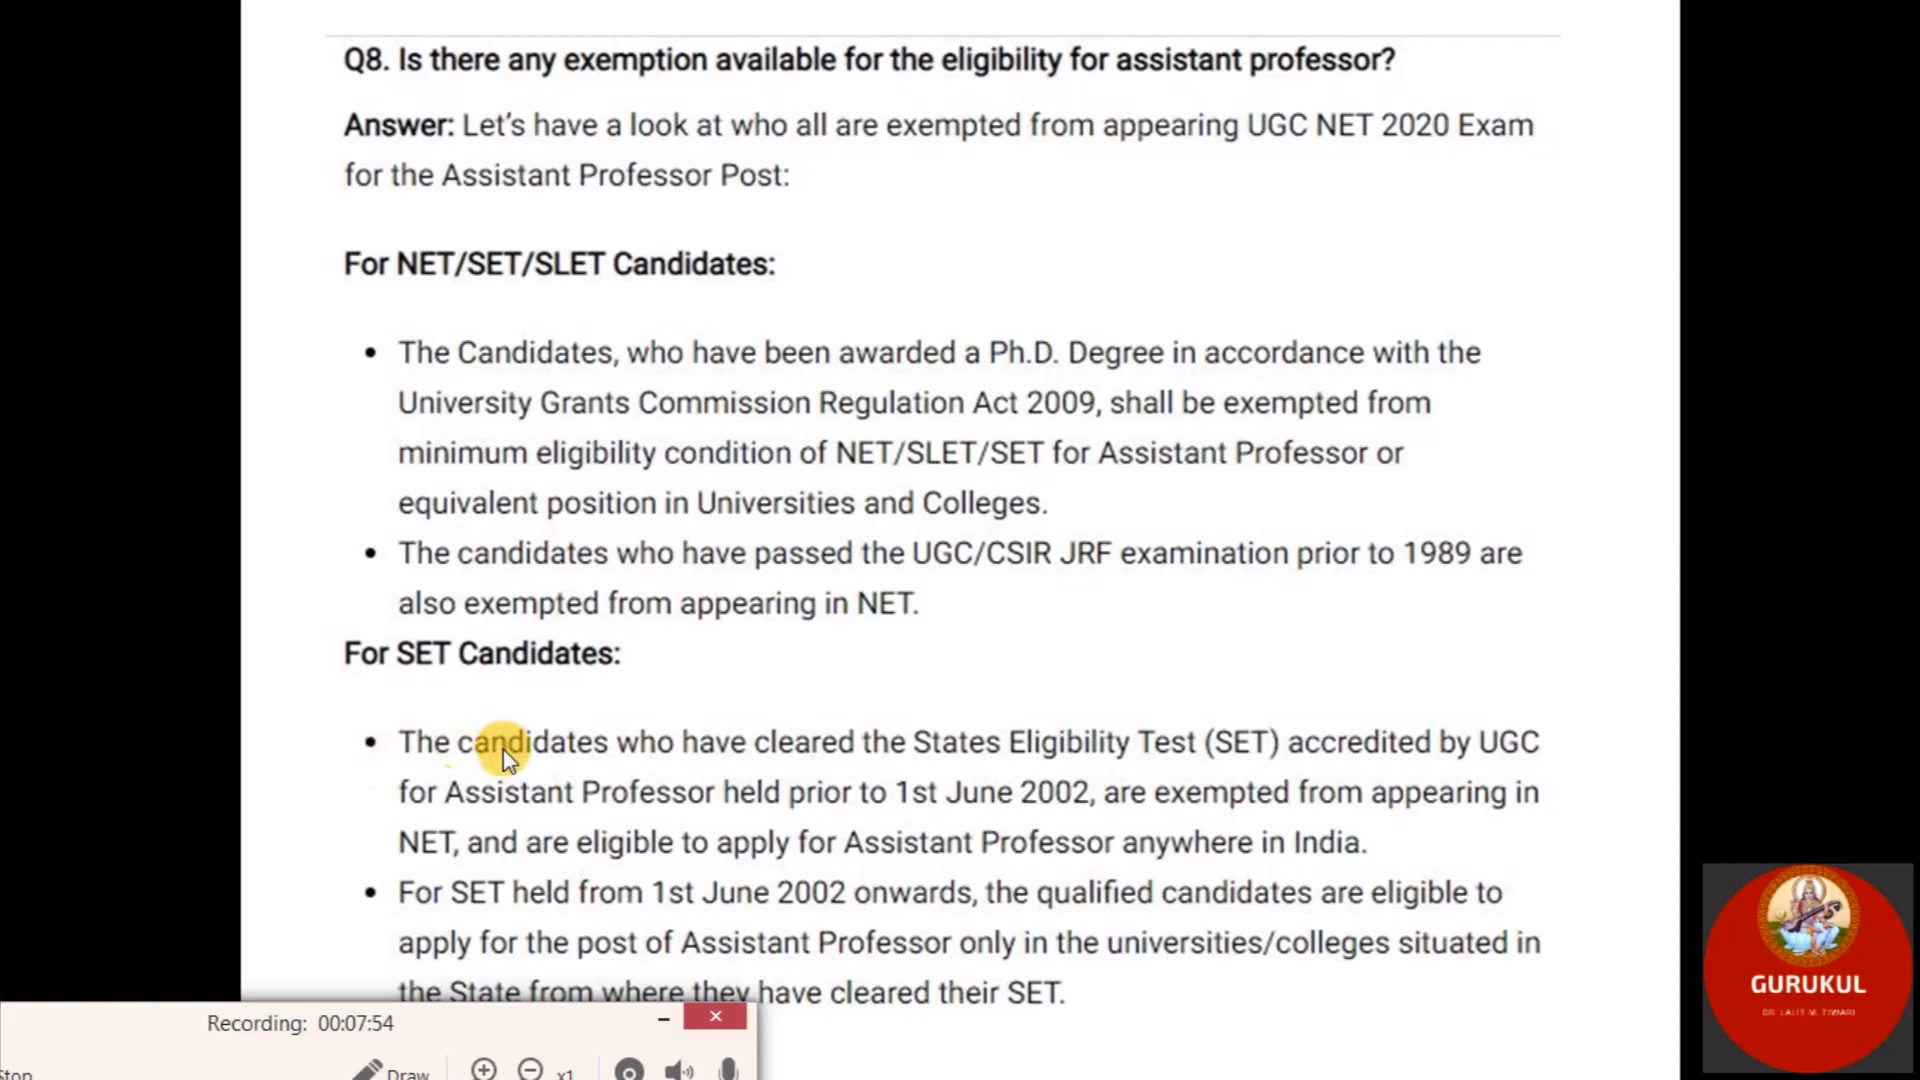 Q8. Is there any exemption available for the eligibility for assistant professor?
Answer: Let's have a look at who all are exempted from appearing UGC NET 2020 Exam
for the Assistant Professor Post:
For NET/SET/SLET Candidates:
• The Candidates, who have been awarded a Ph.D. Degree in accordance with the
University Grants Commission Regulation Act 2009, shall be exempted from
minimum eligibility condition of NET/SLET/SET for Assistant Professor or
equivalent position in Universities and Colleges.
• The candidates who have passed the UGC/CSIR JRF examination prior to 1989 are
also exempted from appearing in NET.
For SET Candidates:
• The candidates who have cleared the States Eligibility Test (SET) accredited by UGC
for Assistant Professor held prior to 1st June 2002, are exempted from appearing in
NET, and are eligible to apply for Assistant Professor anywhere in India.
• For SET held from 1st June 2002 onwards, the qualified candidates are eligible to
apply for the post of Assistant Professor only in the universities/colleges situated in
the State from where they have cleared their SET.
GURUKUL
DR. LALIT M. TIWARI
Recording: 00:07:54
Stop
Draw
x1